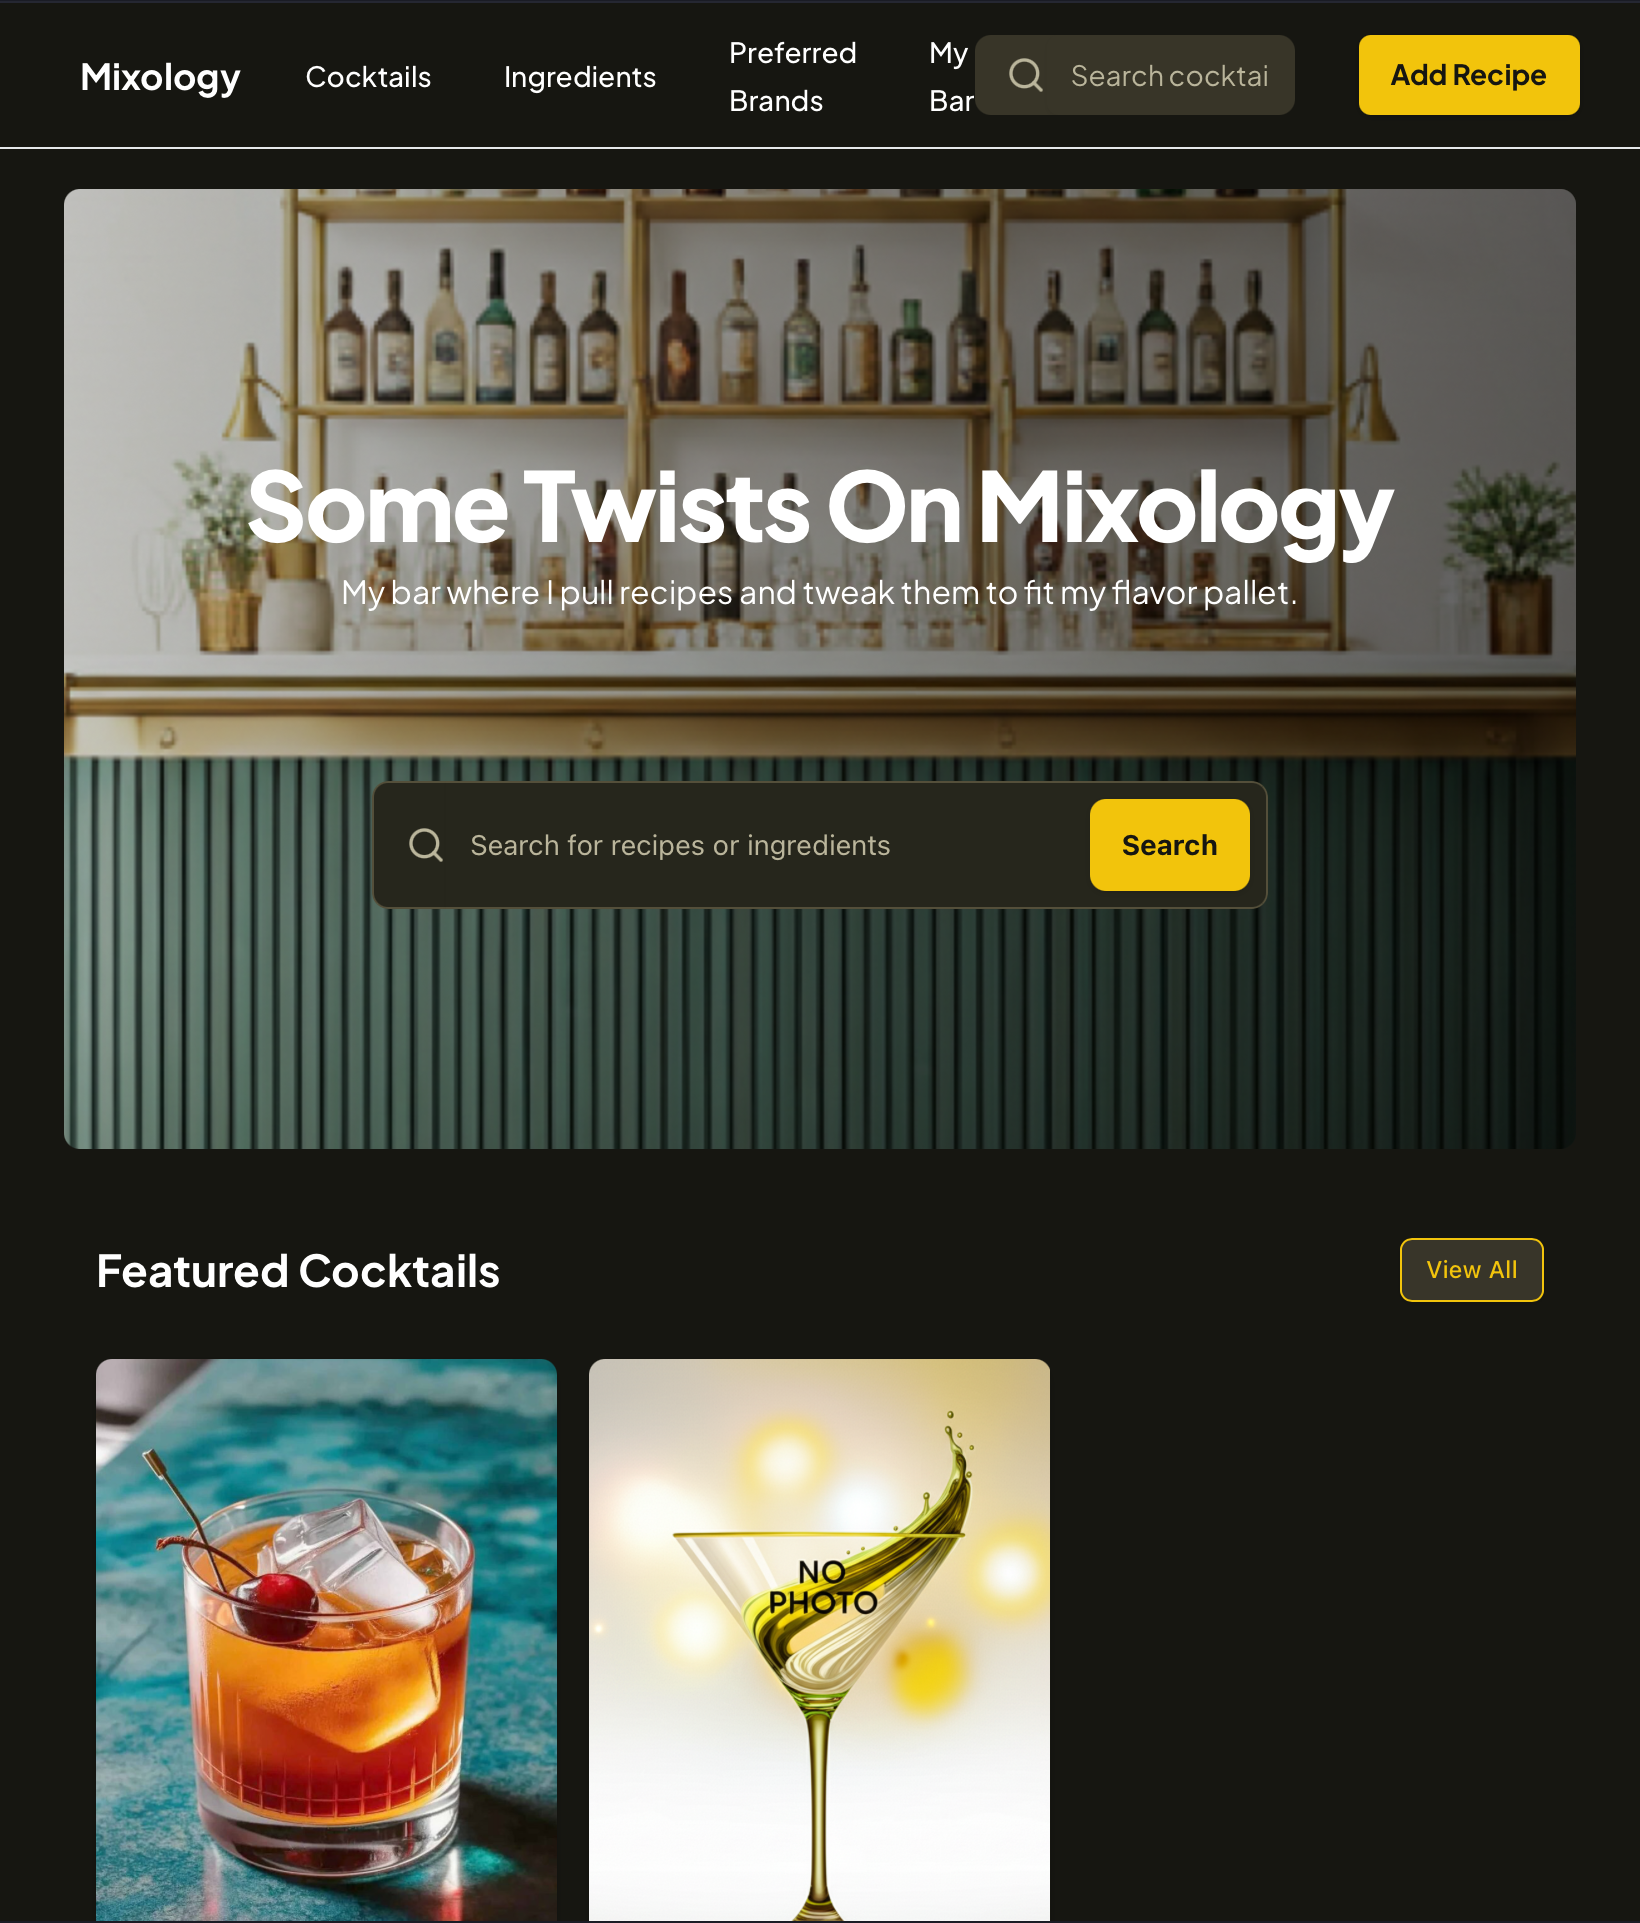 Mixology
Cocktails
Ingredients
Preferred
Brands
My
Bar
Search cocktai
Add Recipe
Some Twists On Mixology
My bar where I pull recipes and tweak them to fit my flavor pallet.
Search for recipes or ingredients
Search
Featured Cocktails
View All
NO
PHOTO